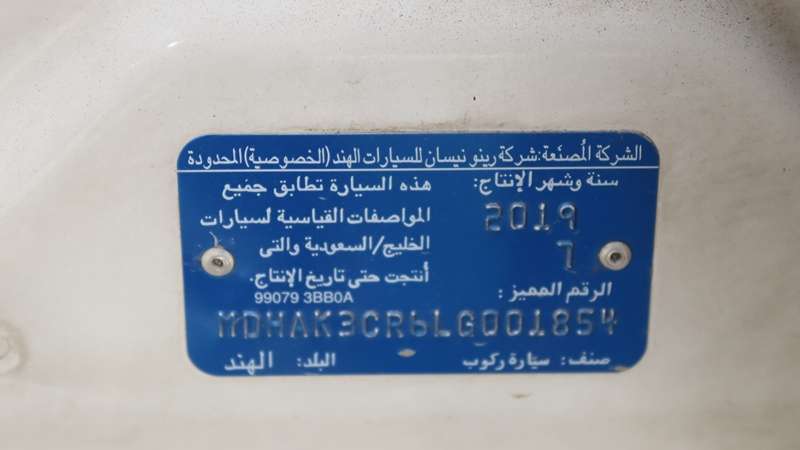 الشركة المُصنعة: شركة رينو نيسان للسيارات الهند (الخصوصية) المحدودة
سنة وشهر الإنتاج:
2019
7
هذه السيارة تطابق جميع
المواصفات القياسية لسيارات
الخليج/السعودية والتى
أنتجت حتى تاريخ الإنتاج.
99079 3BB0A
الرقم المميز :
MDHAK3CR6LG001854
صنف: سيّارة ركوب
البلد: الهند